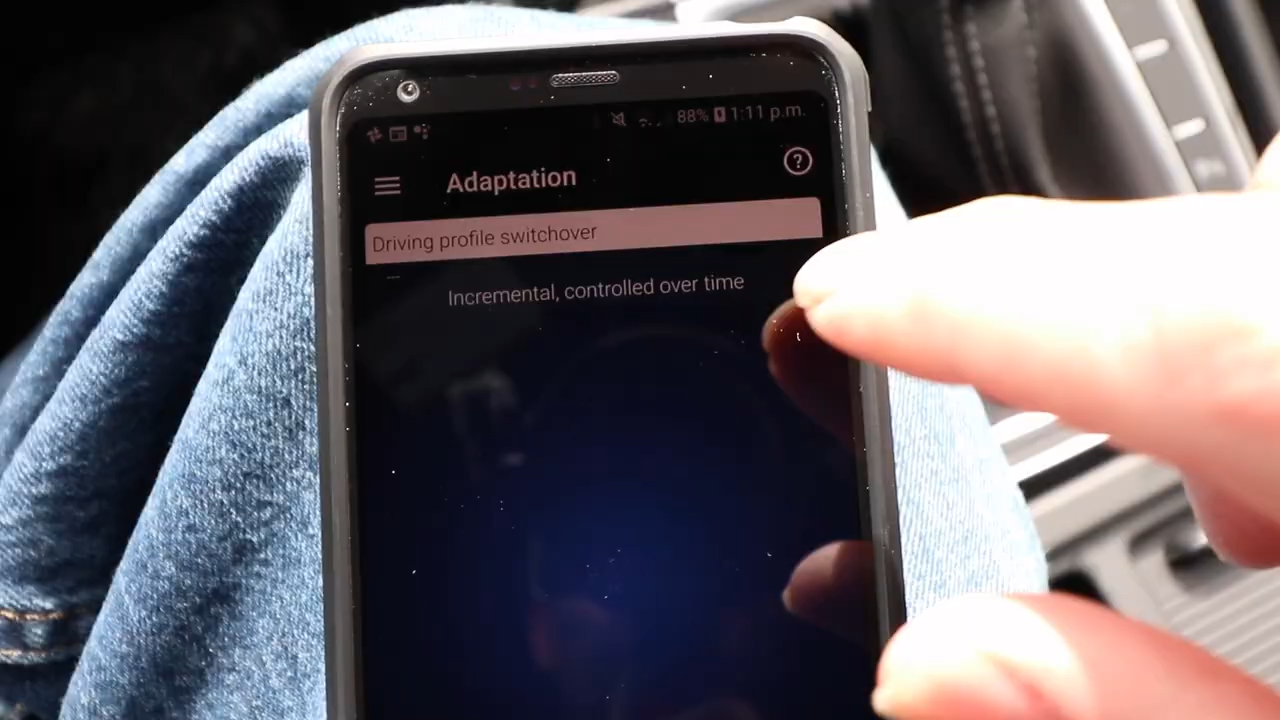 88% 1:11 p.m.
Adaptation
Driving profile switchover
---
Incremental, controlled over time